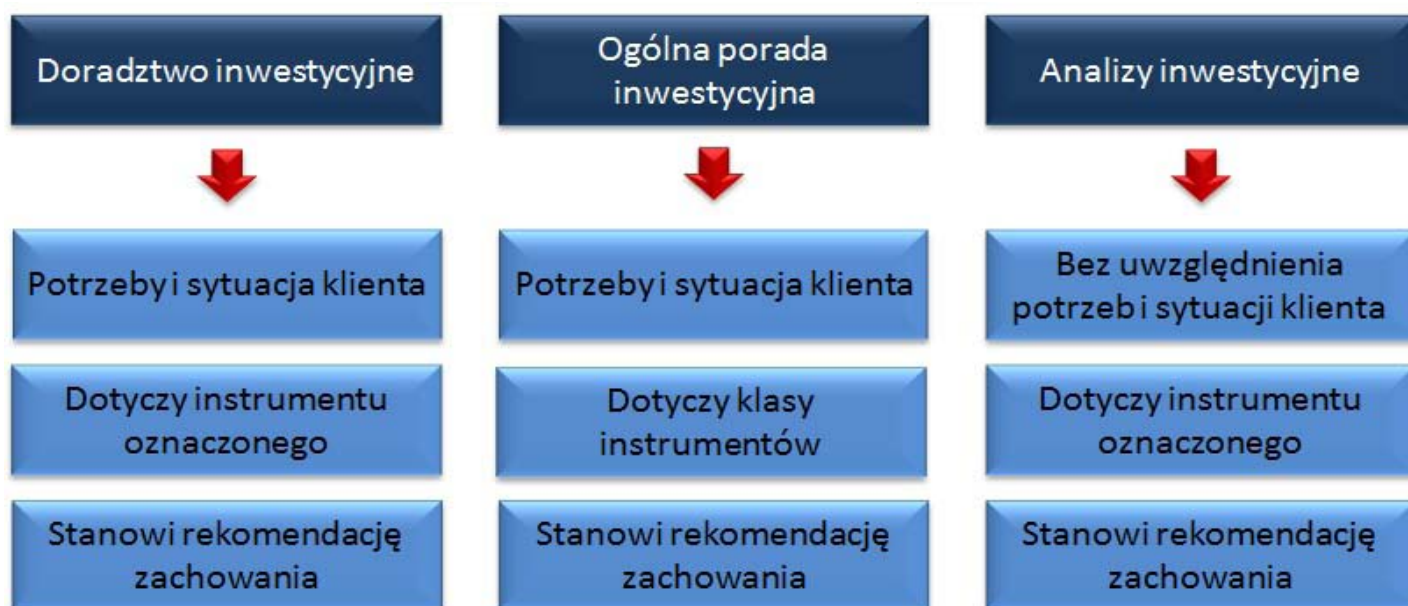 Doradztwo inwestycyjne
Ogólna porada
inwestycyjna
Analizy inwestycyjne
Potrzeby i sytuacja klienta
Potrzeby i sytuacja klienta
Bez uwzględnienia
potrzeb i sytuacji klienta
Dotyczy instrumentu
oznaczonego
Dotyczy klasy
instrumentów
Dotyczy instrumentu
oznaczonego
Stanowi rekomendację
zachowania
Stanowi rekomendację
zachowania
Stanowi rekomendację
zachowania